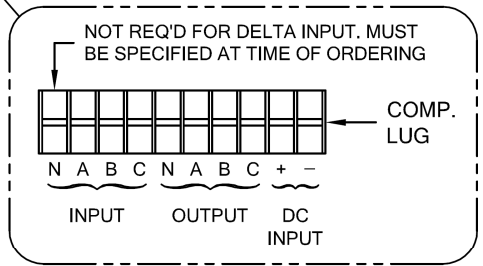 NOT REQ'D FOR DELTA INPUT. MUST
BE SPECIFIED AT TIME OF ORDERING
COMP.
LUG
N A B C N A B C + −
INPUT OUTPUT DC
INPUT